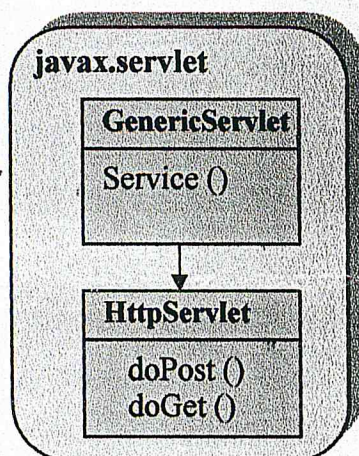 javax.servlet
GenericServlet
Service ()
HttpServlet
doPost ()
doGet ()